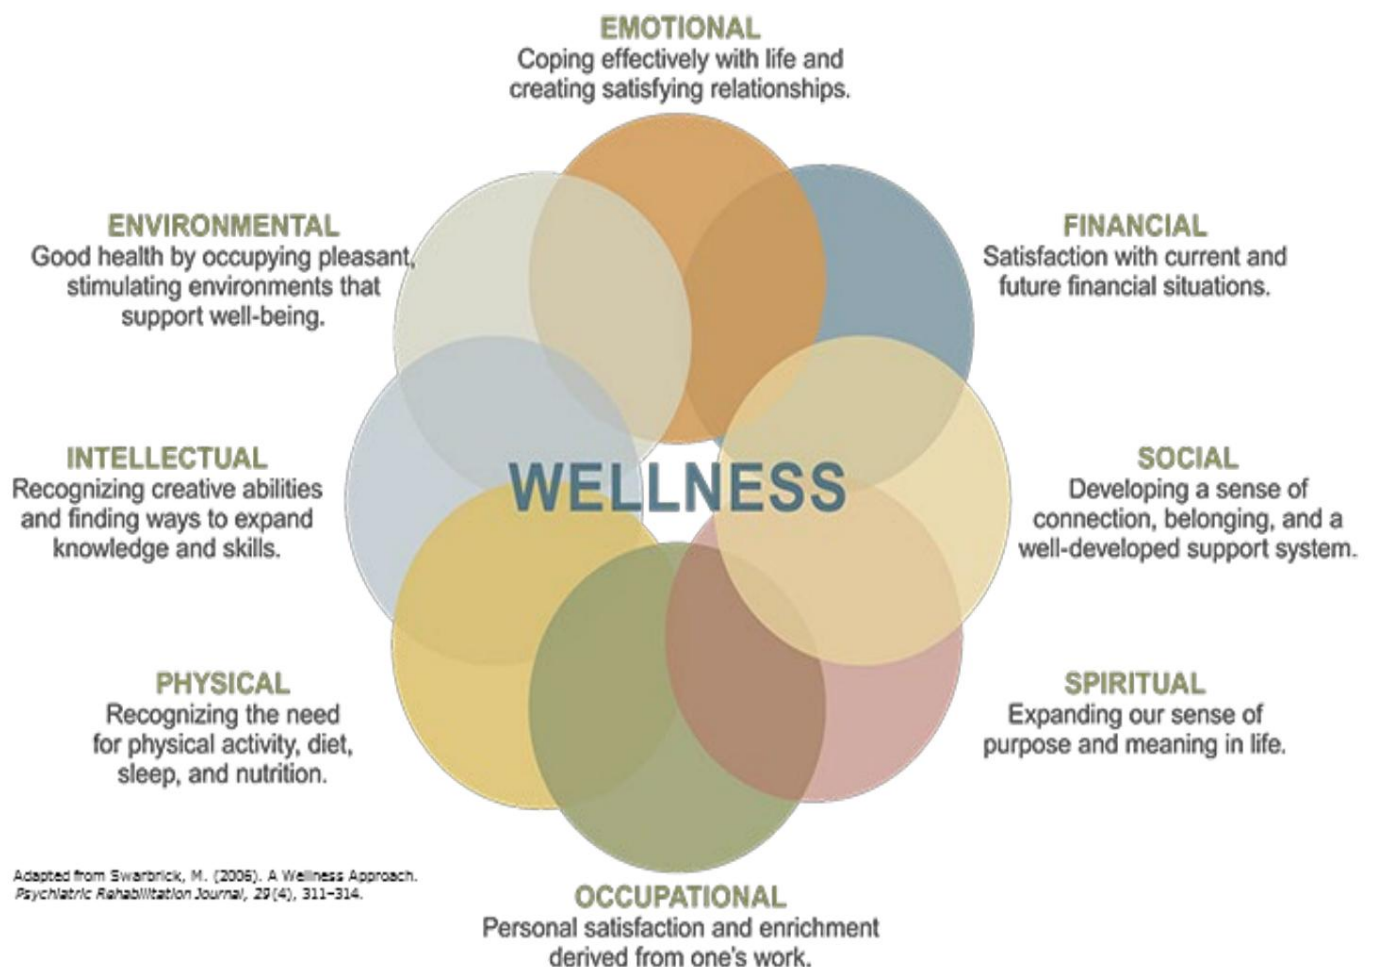 EMOTIONAL
Coping effectively with life and
creating satisfying relationships.
ENVIRONMENTAL
Good health by occupying pleasant,
stimulating environments that
support well-being.
FINANCIAL
Satisfaction with current and
future financial situations.
INTELLECTUAL
Recognizing creative abilities
and finding ways to expand
knowledge and skills.
WELLNESS
SOCIAL
Developing a sense of
connection, belonging, and a
well-developed support system.
PHYSICAL
Recognizing the need
for physical activity, diet,
sleep, and nutrition.
SPIRITUAL
Expanding our sense of
purpose and meaning in life.
Adapted from Swarbrick, M. (2006). A Wellness Approach.
Psychiatric Rehabilitation Journal, 29(4), 311–314.
OCCUPATIONAL
Personal satisfaction and enrichment
derived from one's work.